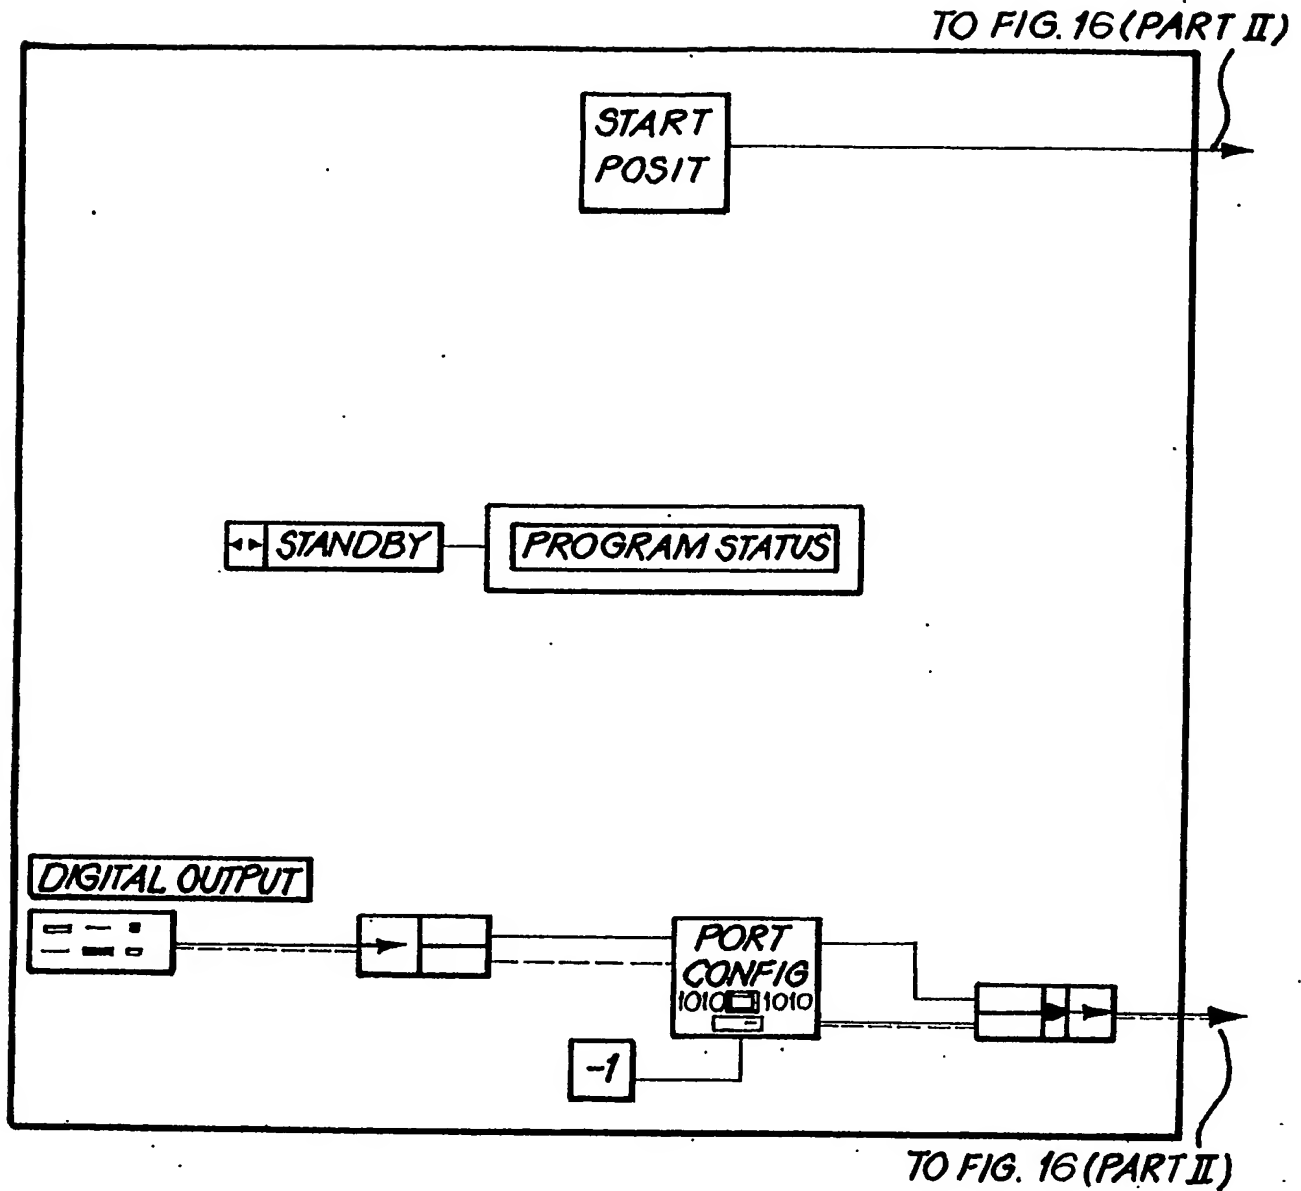 TO FIG. 16 (PART II)
START
POSIT
STANDBY
PROGRAM STATUS
DIGITAL OUTPUT
PORT
CONFIG
1010 1010
-1
TO FIG. 16 (PART II)